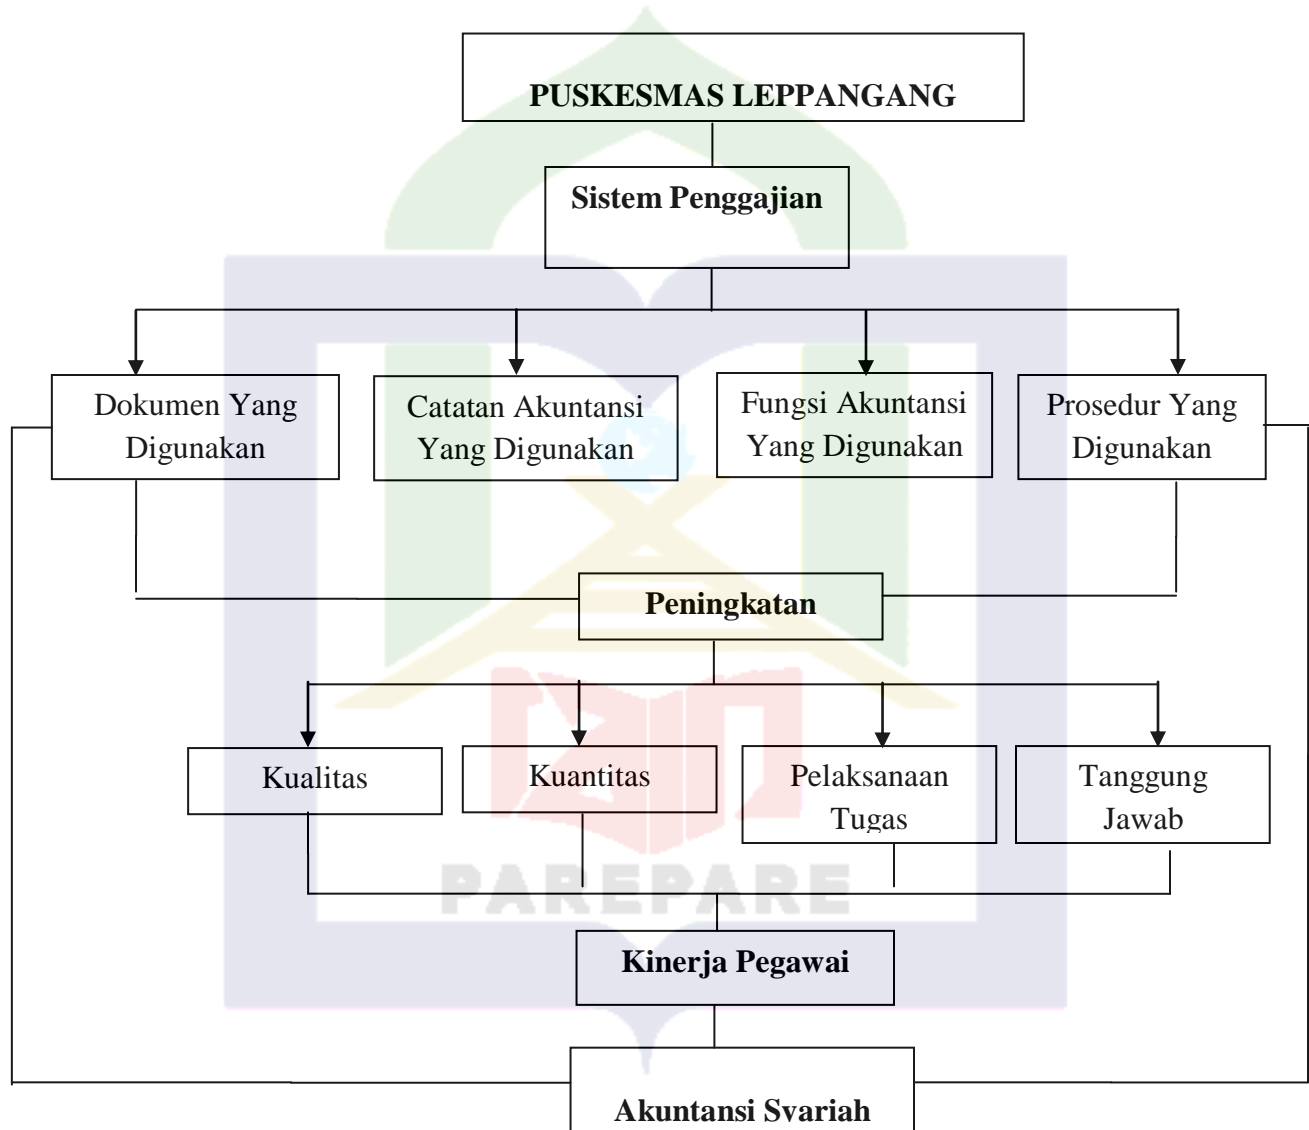 PUSKESMAS LEPPANGANG
Sistem Penggajian
Dokumen Yang
Digunakan
Catatan Akuntansi
Yang Digunakan
Fungsi Akuntansi
Yang Digunakan
Prosedur Yang
Digunakan
Peningkatan
Kualitas
Kuantitas
Pelaksanaan
Tugas
Tanggung
Jawab
PAREPARE
Kinerja Pegawai
Akuntansi Syariah